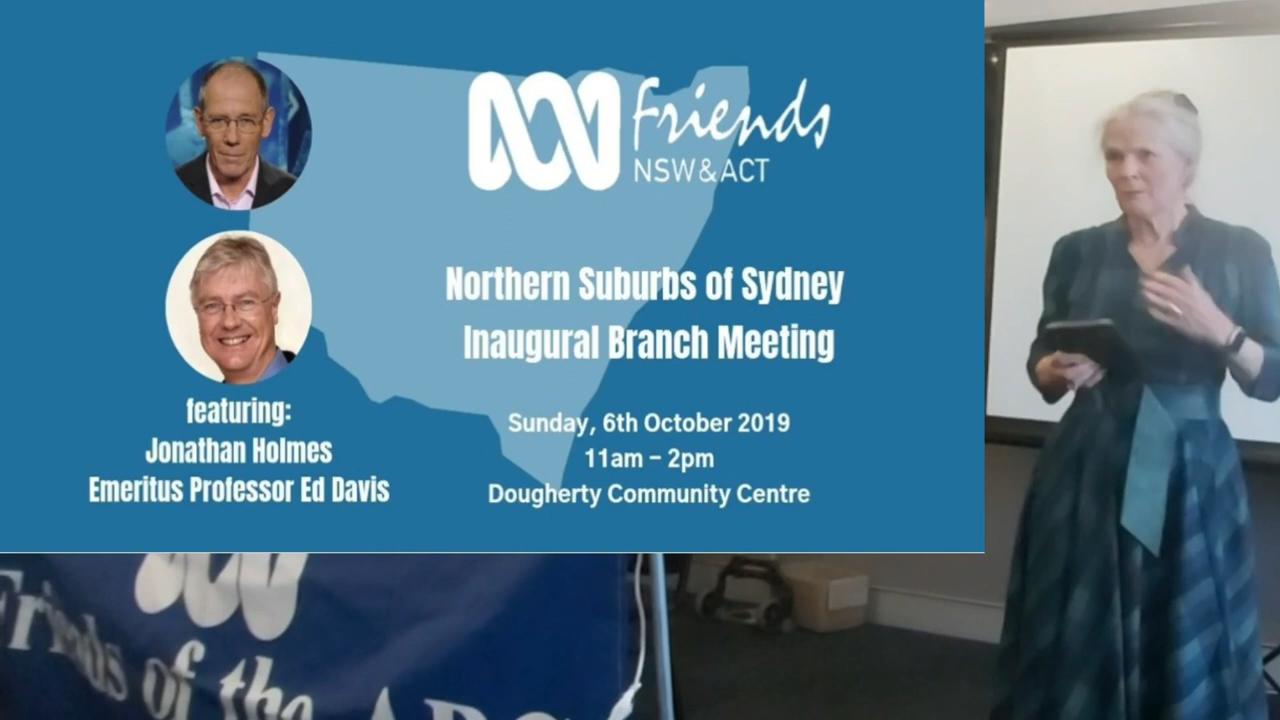 Friends
NSW & ACT
Northern Suburbs of Sydney
Inaugural Branch Meeting
featuring:
Jonathan Holmes
Emeritus Professor Ed Davis
Sunday, 6th October 2019
11am – 2pm
Dougherty Community Centre
Friends
of the ABC